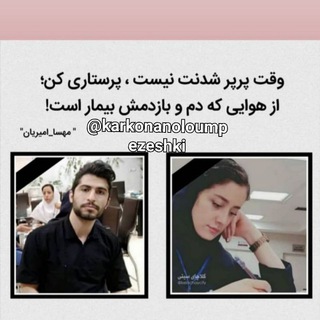 وقت پرپر شدنت نیست ، پرستاری کن؛
از هوایی که دم و بازدمش بیمار است!
"مهسا_امیریان"
@karkonanoloump
ezeshki